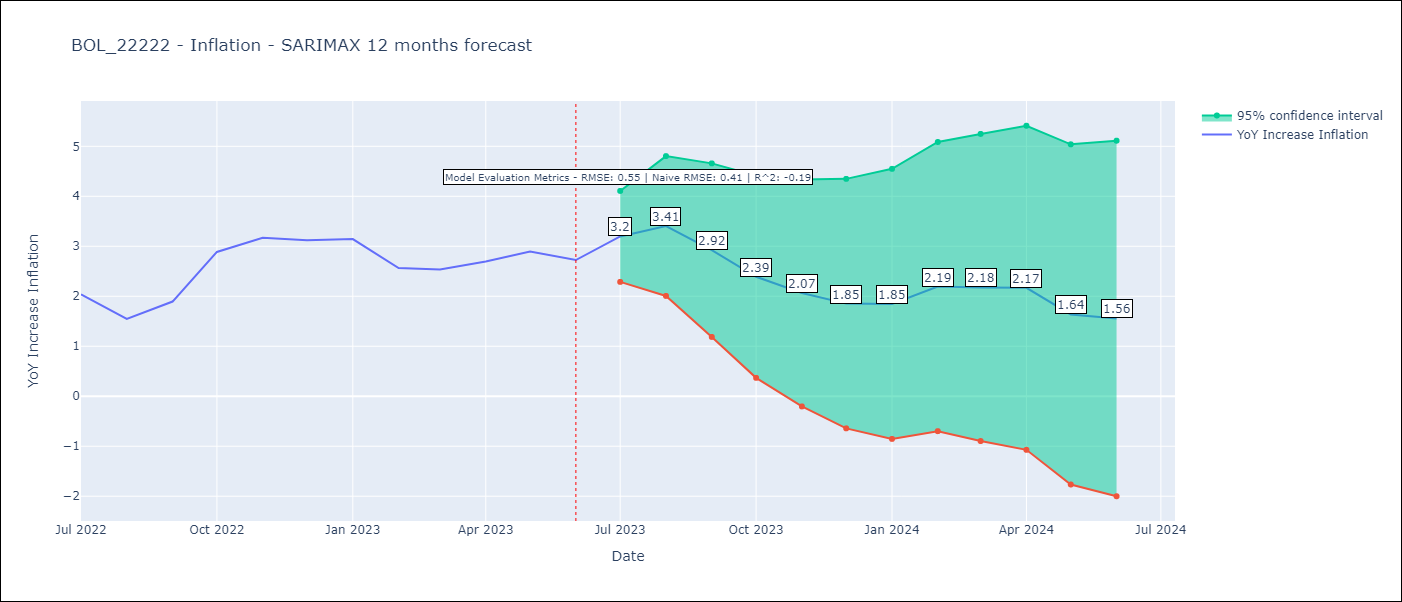 BOL_22222 - Inflation - SARIMAX 12 months forecast
95% confidence interval
YoY Increase Inflation
Model Evaluation Metrics - RMSE: 0.55 | Naive RMSE: 0.41 | R^2: -0.19
3.2
3.41
2.92
2.39
2.07
1.85
1.85
2.19
2.18
2.17
1.64
1.56
YoY Increase Inflation
5
4
3
2
1
0
−1
−2
Jul 2022
Oct 2022
Jan 2023
Apr 2023
Jul 2023
Oct 2023
Jan 2024
Apr 2024
Jul 2024
Date